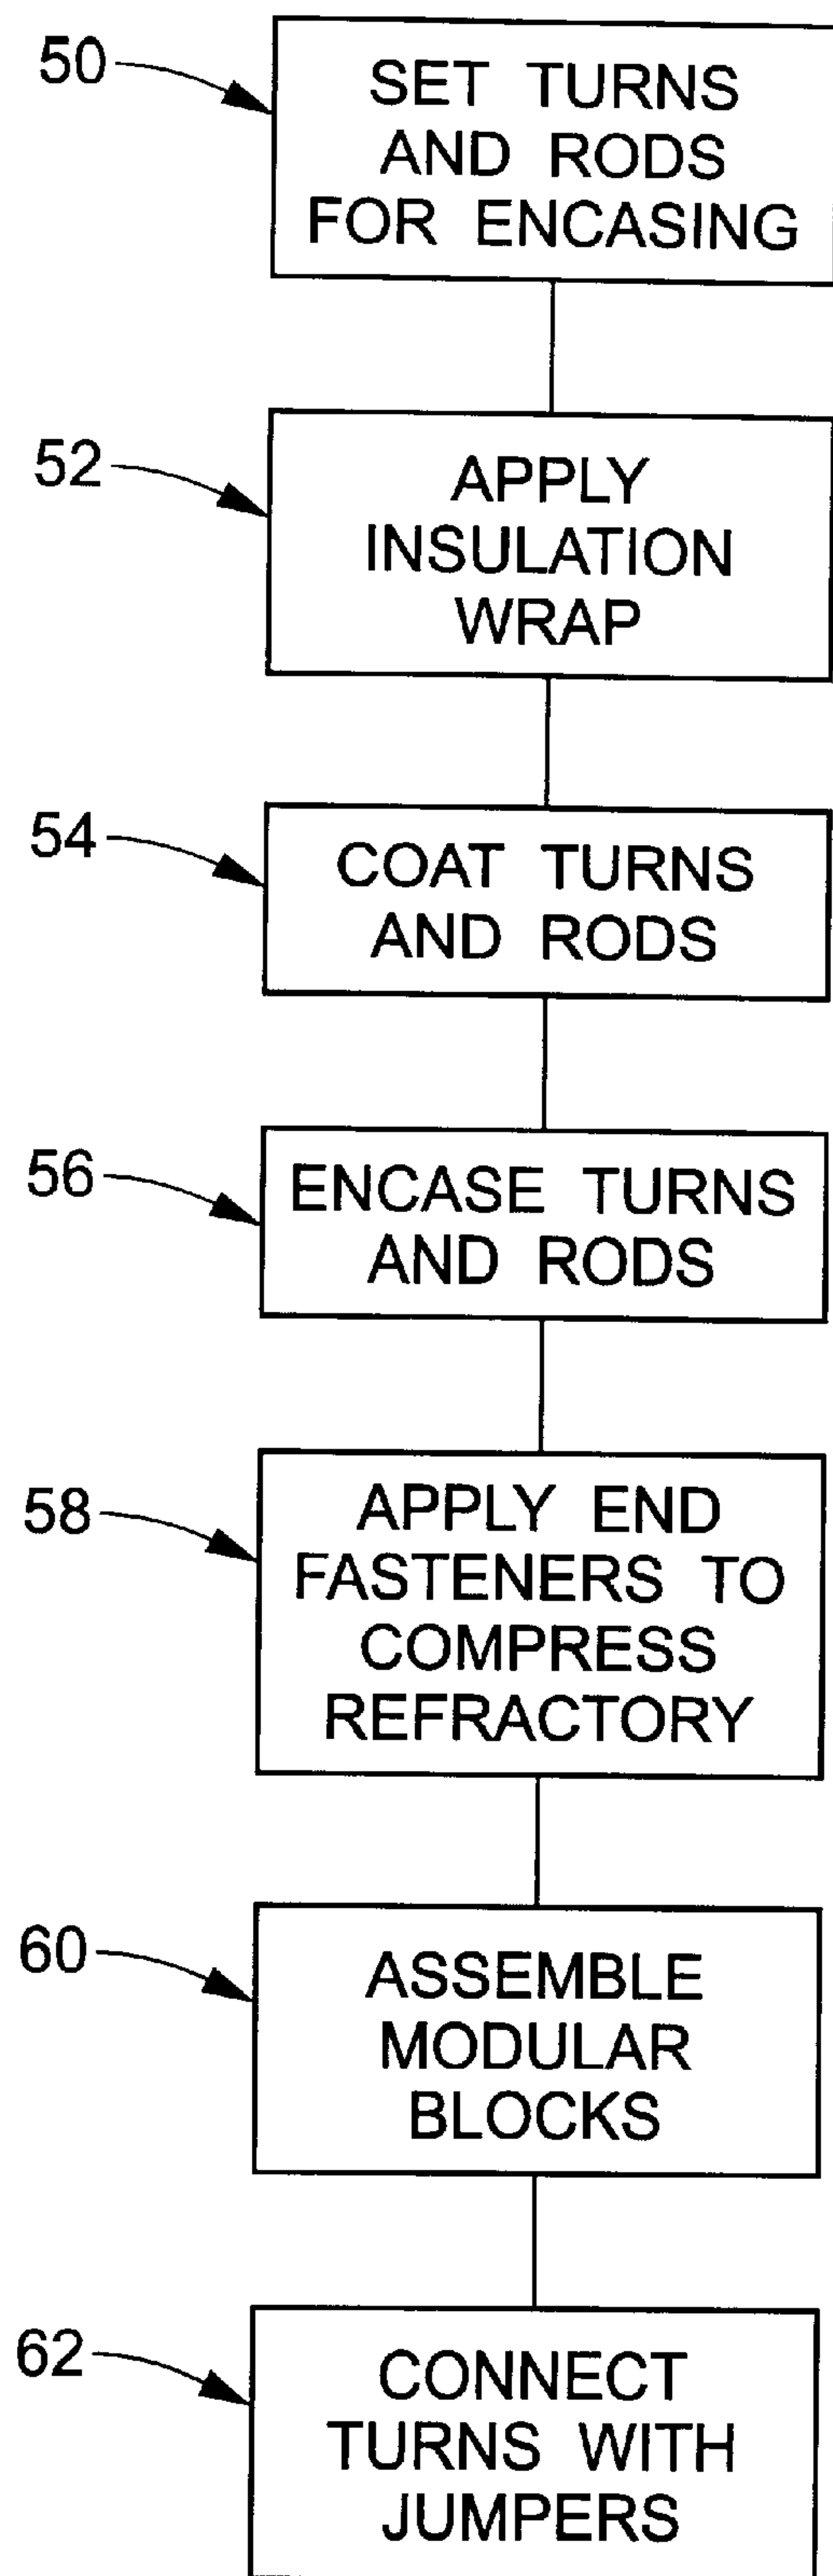 50
SET TURNS
AND RODS
FOR ENCASING
52
APPLY
INSULATION
WRAP
54
COAT TURNS
AND RODS
56
ENCASE TURNS
AND RODS
58
APPLY END
FASTENERS TO
COMPRESS
REFRACTORY
60
ASSEMBLE
MODULAR
BLOCKS
62
CONNECT
TURNS WITH
JUMPERS